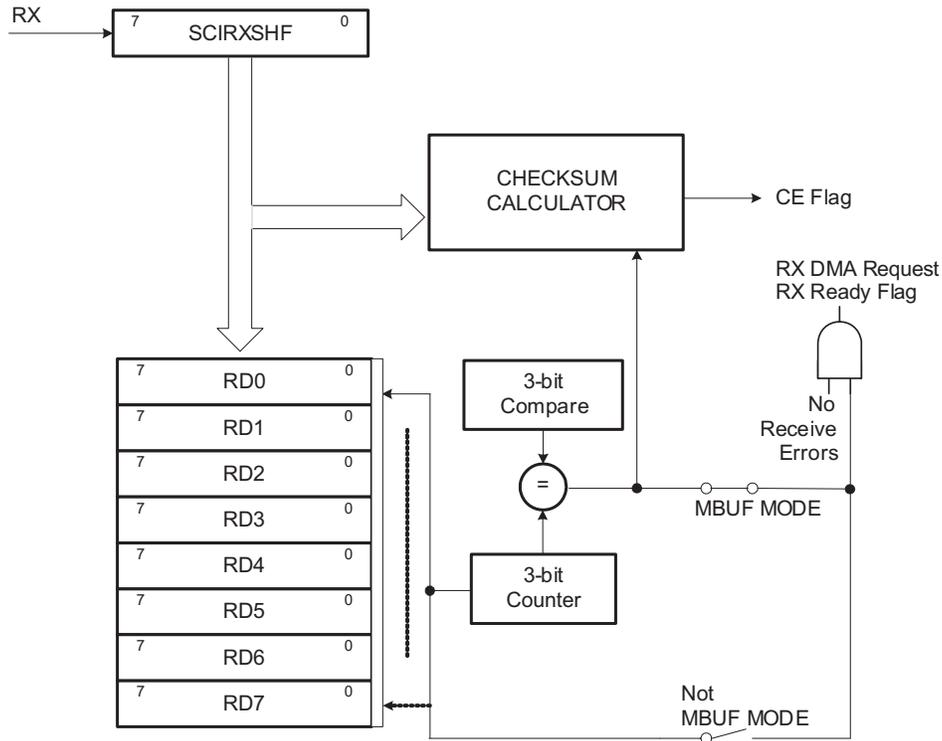 RX
7 SCIRXSHF 0
CHECKSUM
CALCULATOR
CE Flag
RX DMA Request
RX Ready Flag
7 RD0 0
7 RD1 0
7 RD2 0
7 RD3 0
7 RD4 0
7 RD5 0
7 RD6 0
7 RD7 0
3-bit
Compare
No
Receive
Errors
=
MBUF MODE
3-bit
Counter
Not
MBUF MODE